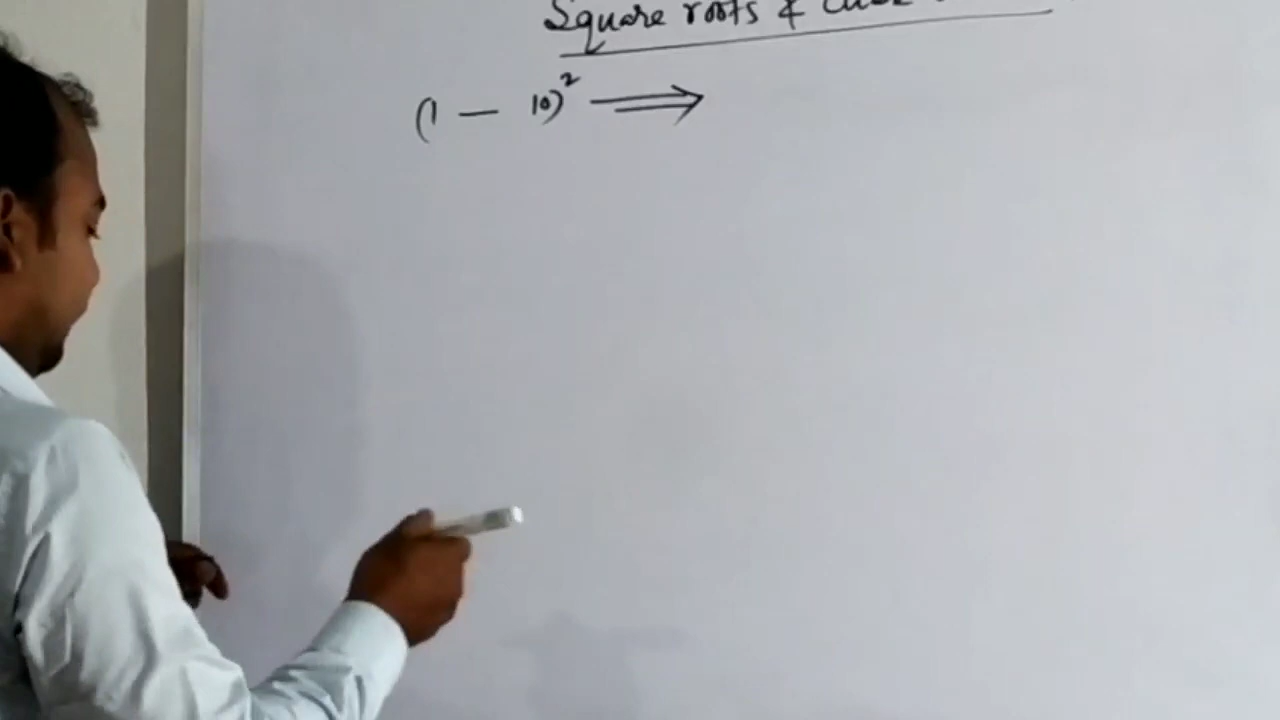 Square roots &
(1 — 10)² ⟹